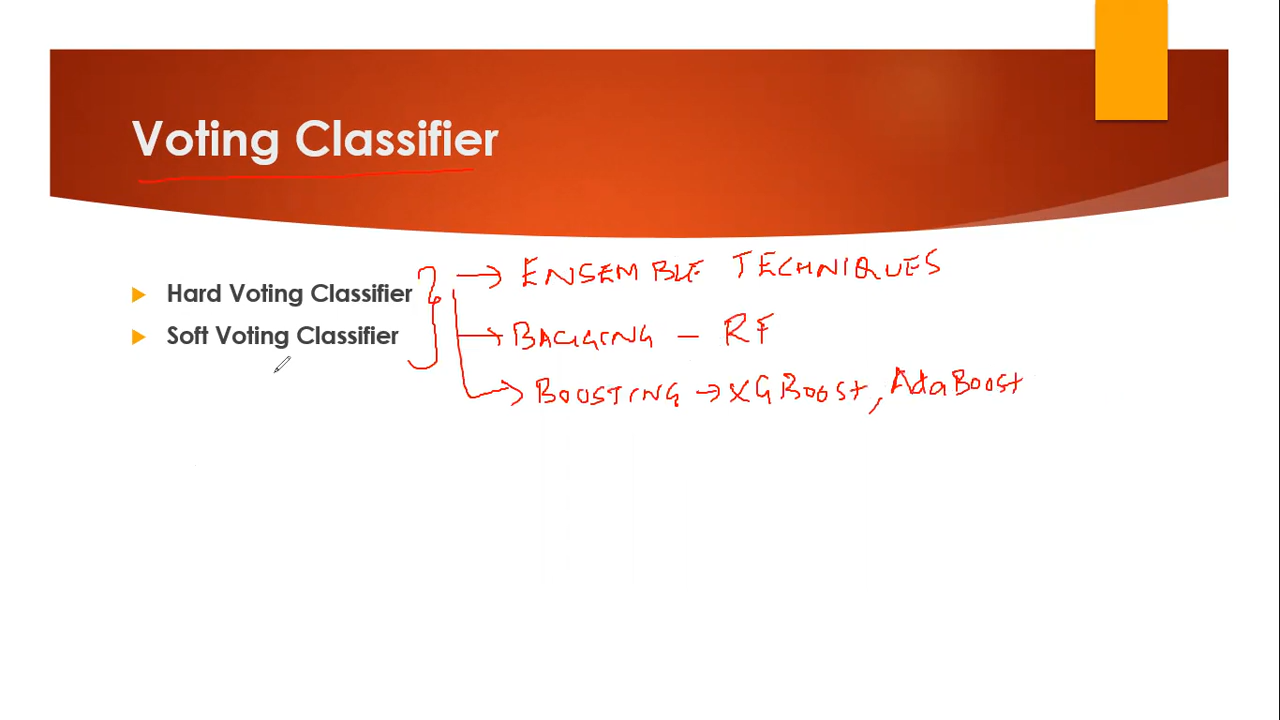 Voting Classifier
Hard Voting Classifier
Soft Voting Classifier
→ ENSEMBLE TECHNIQUES
→ BAGGING - RF
→ BOOSTING → XGBoost, AdaBoost